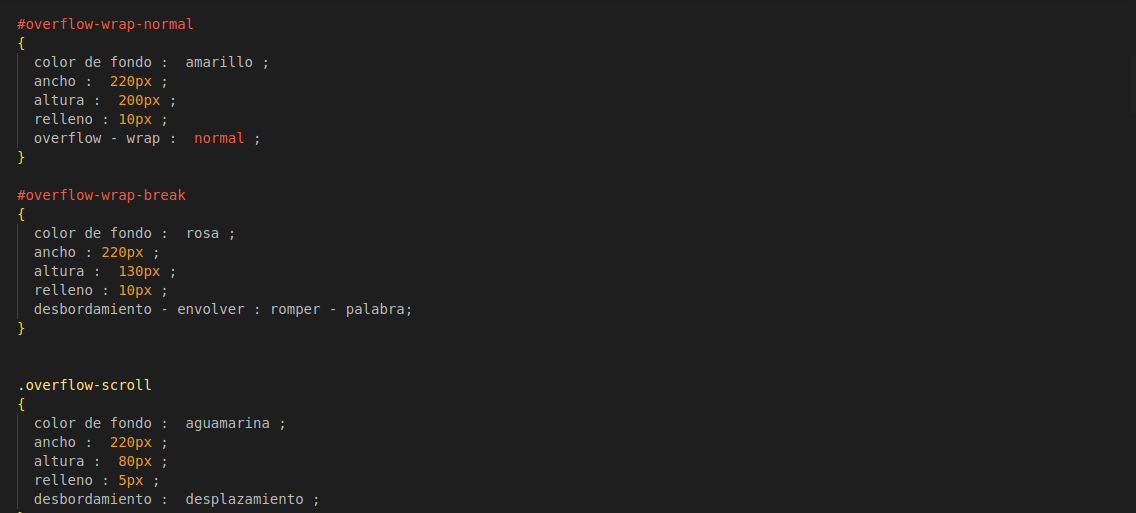 #overflow-wrap-normal
{
color de fondo :  amarillo ;
ancho :  220px ;
altura :  200px ;
relleno : 10px ;
overflow - wrap :  normal ;
}
#overflow-wrap-break
{
color de fondo :  rosa ;
ancho : 220px ;
altura :  130px ;
relleno : 10px ;
desbordamiento - envolver : romper - palabra;
}
.overflow-scroll
{
color de fondo :  aguamarina ;
ancho :  220px ;
altura :  80px ;
relleno : 5px ;
desbordamiento :  desplazamiento ;